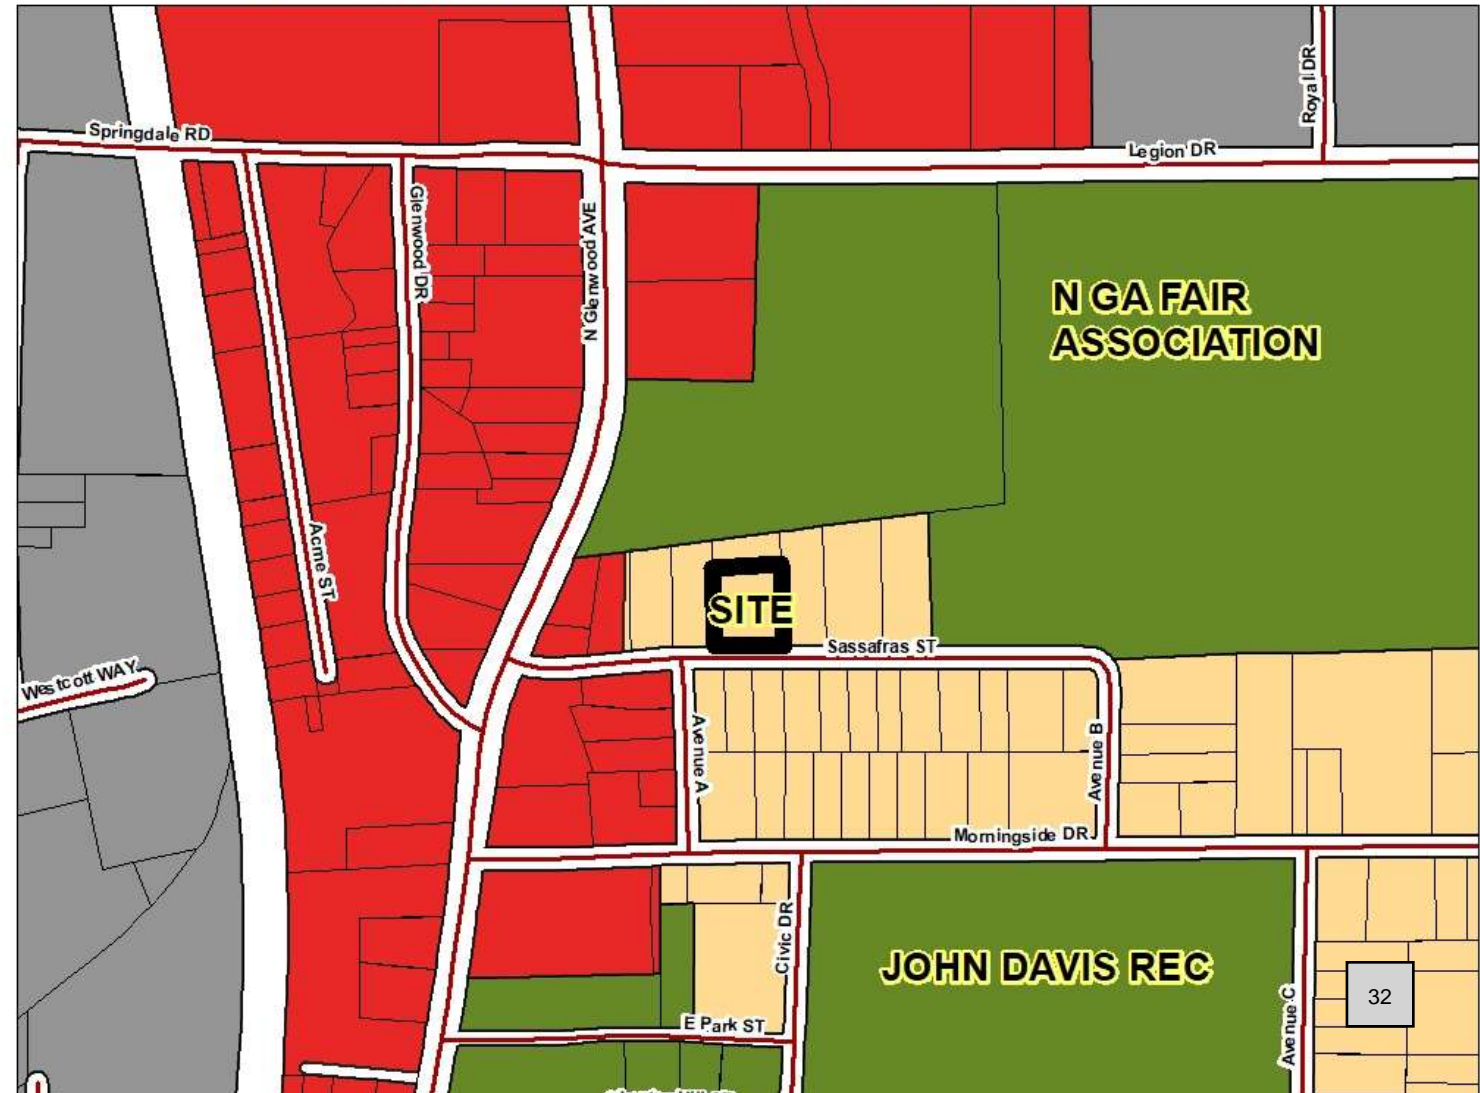 Royal DR
Springdale RD
Legion DR
Glenwood DR
N Glenwood AVE
N GA FAIR
ASSOCIATION
Acme ST
SITE
Sassafras ST
Westcott WAY
Avenue A
Avenue B
Morningside DR
Civic DR
JOHN DAVIS REC
32
Avenue C
E Park ST